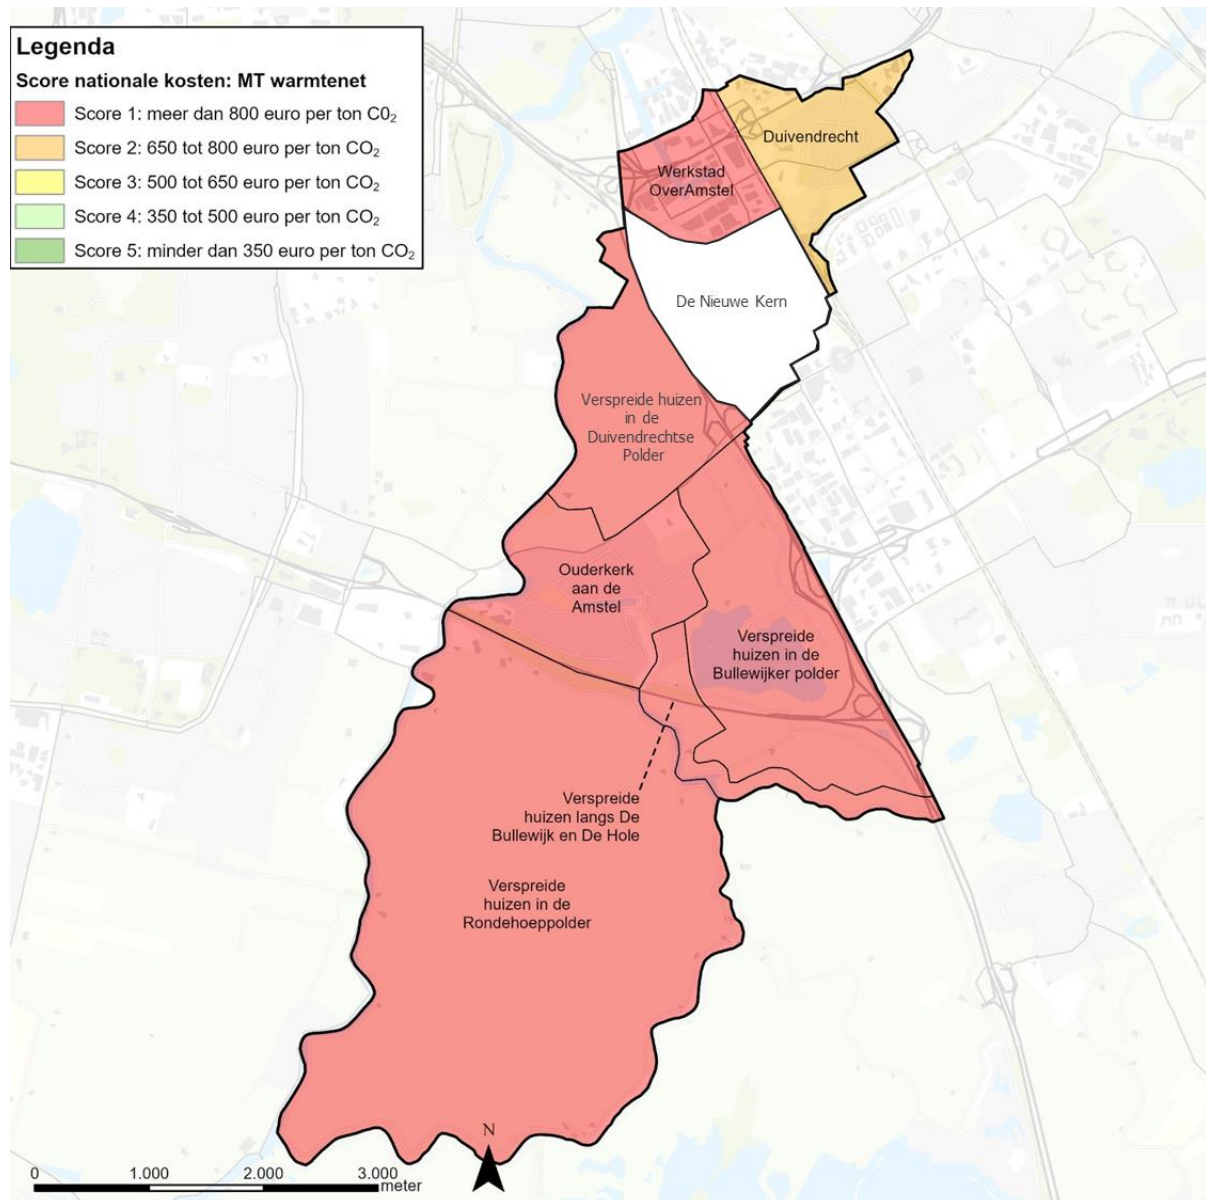 Legenda
Score nationale kosten: MT warmtenet
Score 1: meer dan 800 euro per ton C0₂
Score 2: 650 tot 800 euro per ton CO₂
Score 3: 500 tot 650 euro per ton CO₂
Score 4: 350 tot 500 euro per ton CO₂
Score 5: minder dan 350 euro per ton CO₂
Duivendrecht
Werkstad
OverAmstel
De Nieuwe Kern
Verspreide huizen
in de
Duivendrechtse
Polder
Ouderkerk
aan de
Amstel
Verspreide
huizen in de
Bullewijker polder
Verspreide
huizen langs De
Bullewijk en De Hole
Verspreide
huizen in de
Rondehoeppolder
N
0 1.000 2.000 3.000
meter